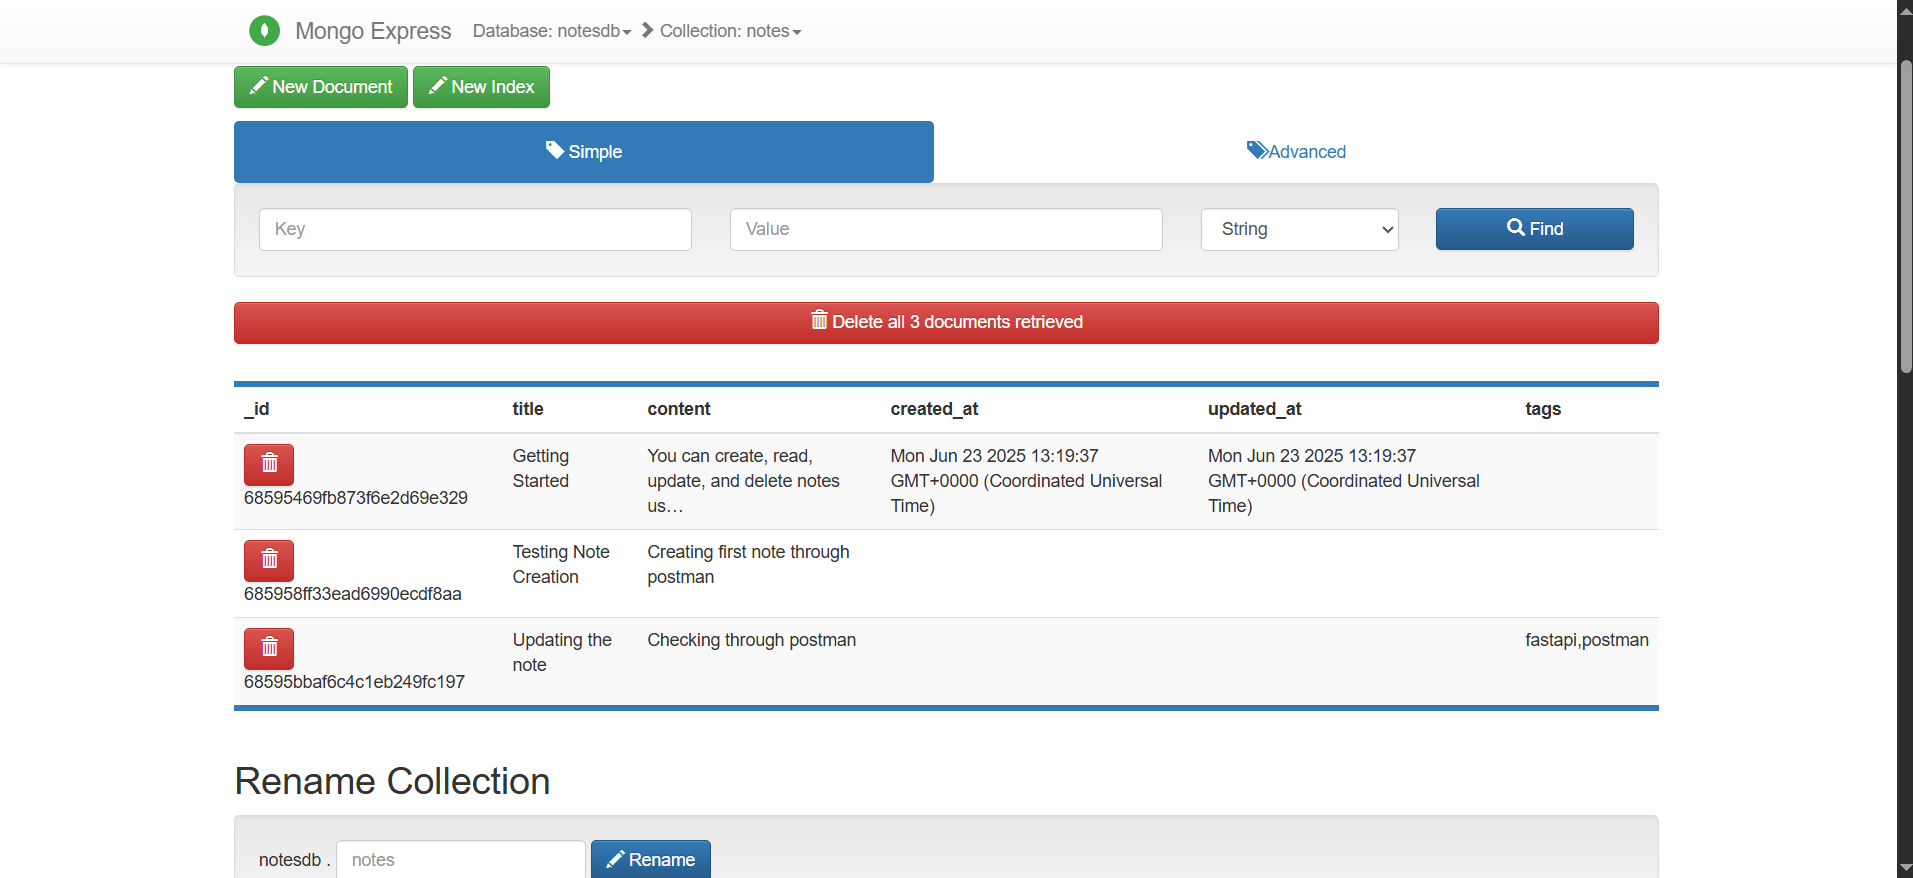 Mongo Express Database: notesdb Collection: notes
New Document New Index
Simple Advanced
Key Value String Find
Delete all 3 documents retrieved
_id title content created_at updated_at tags
68595469fb873f6e2d69e329
Getting
Started
You can create, read,
update, and delete notes
us…
Mon Jun 23 2025 13:19:37
GMT+0000 (Coordinated Universal
Time)
Mon Jun 23 2025 13:19:37
GMT+0000 (Coordinated Universal
Time)
685958ff33ead6990ecdf8aa
Testing Note
Creation
Creating first note through
postman
68595bbaf6c4c1eb249fc197
Updating the
note
Checking through postman
fastapi,postman
Rename Collection
notesdb . notes Rename